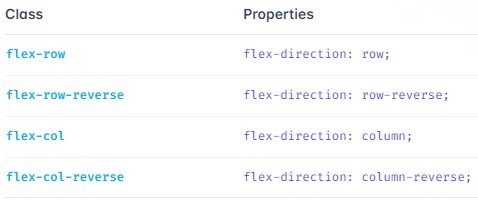 Class Properties
flex-row flex-direction: row;
flex-row-reverse flex-direction: row-reverse;
flex-col flex-direction: column;
flex-col-reverse flex-direction: column-reverse;